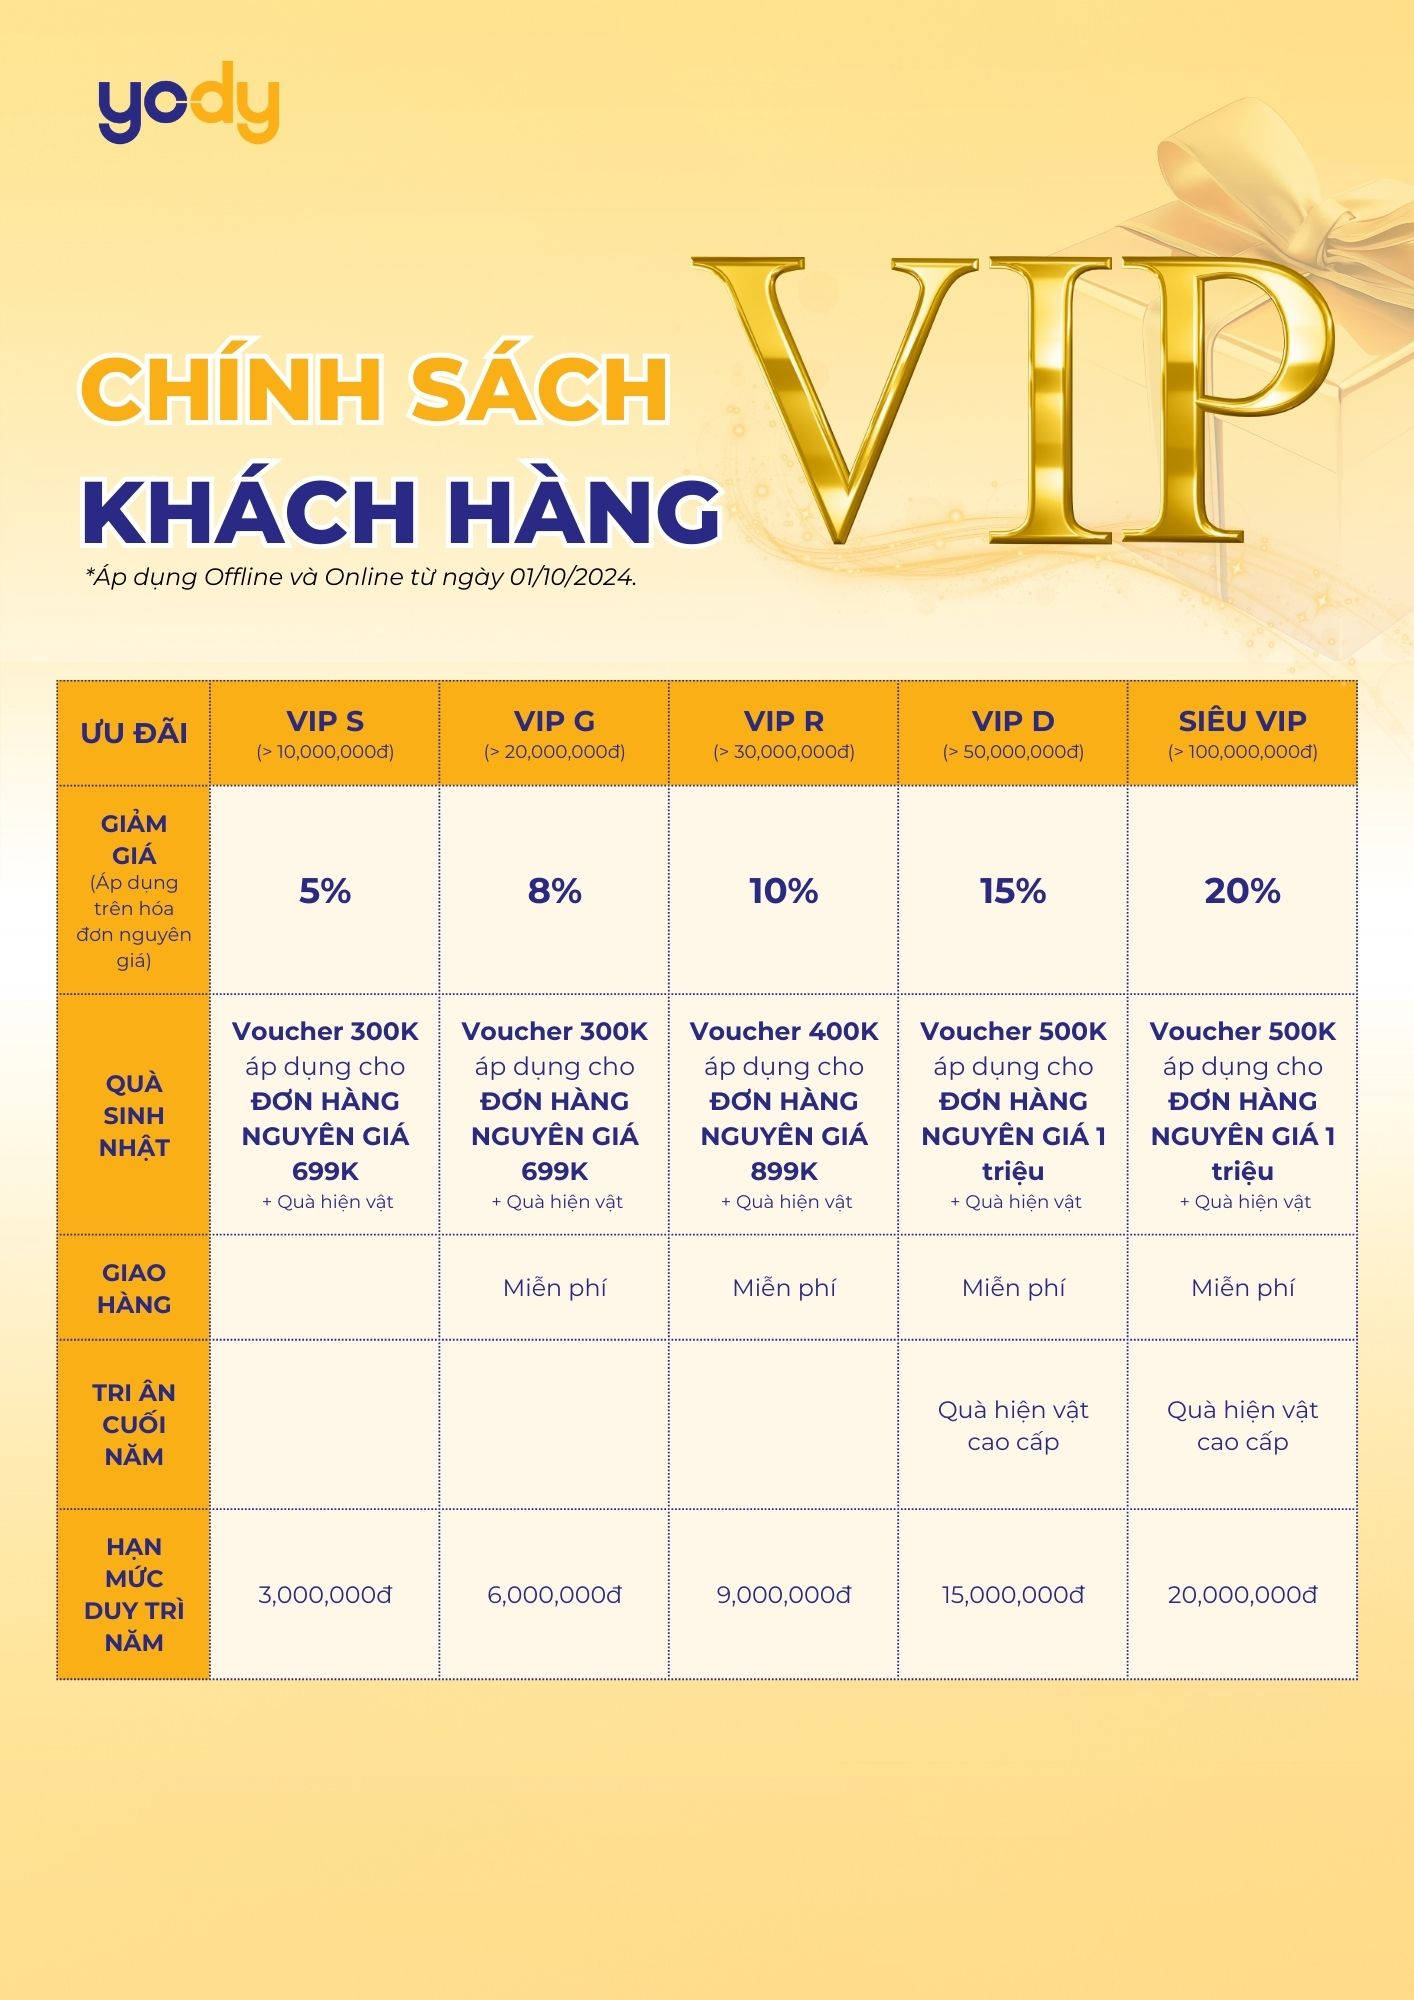 yody
VIP
CHÍNH SÁCH
KHÁCH HÀNG
*Áp dụng Offline và Online từ ngày 01/10/2024.
ƯU ĐÃI
VIP S
(> 10,000,000đ)
VIP G
(> 20,000,000đ)
VIP R
(> 30,000,000đ)
VIP D
(> 50,000,000đ)
SIÊU VIP
(> 100,000,000đ)
GIẢM
GIÁ
(Áp dụng
trên hóa
đơn nguyên
giá)
5%
8%
10%
15%
20%
QUÀ
SINH
NHẬT
Voucher 300K
áp dụng cho
ĐƠN HÀNG
NGUYÊN GIÁ
699K
+ Quà hiện vật
Voucher 300K
áp dụng cho
ĐƠN HÀNG
NGUYÊN GIÁ
699K
+ Quà hiện vật
Voucher 400K
áp dụng cho
ĐƠN HÀNG
NGUYÊN GIÁ
899K
+ Quà hiện vật
Voucher 500K
áp dụng cho
ĐƠN HÀNG
NGUYÊN GIÁ 1
triệu
+ Quà hiện vật
Voucher 500K
áp dụng cho
ĐƠN HÀNG
NGUYÊN GIÁ 1
triệu
+ Quà hiện vật
GIAO
HÀNG
Miễn phí
Miễn phí
Miễn phí
Miễn phí
TRI ÂN
CUỐI
NĂM
Quà hiện vật
cao cấp
Quà hiện vật
cao cấp
HẠN
MỨC
DUY TRÌ
NĂM
3,000,000đ
6,000,000đ
9,000,000đ
15,000,000đ
20,000,000đ